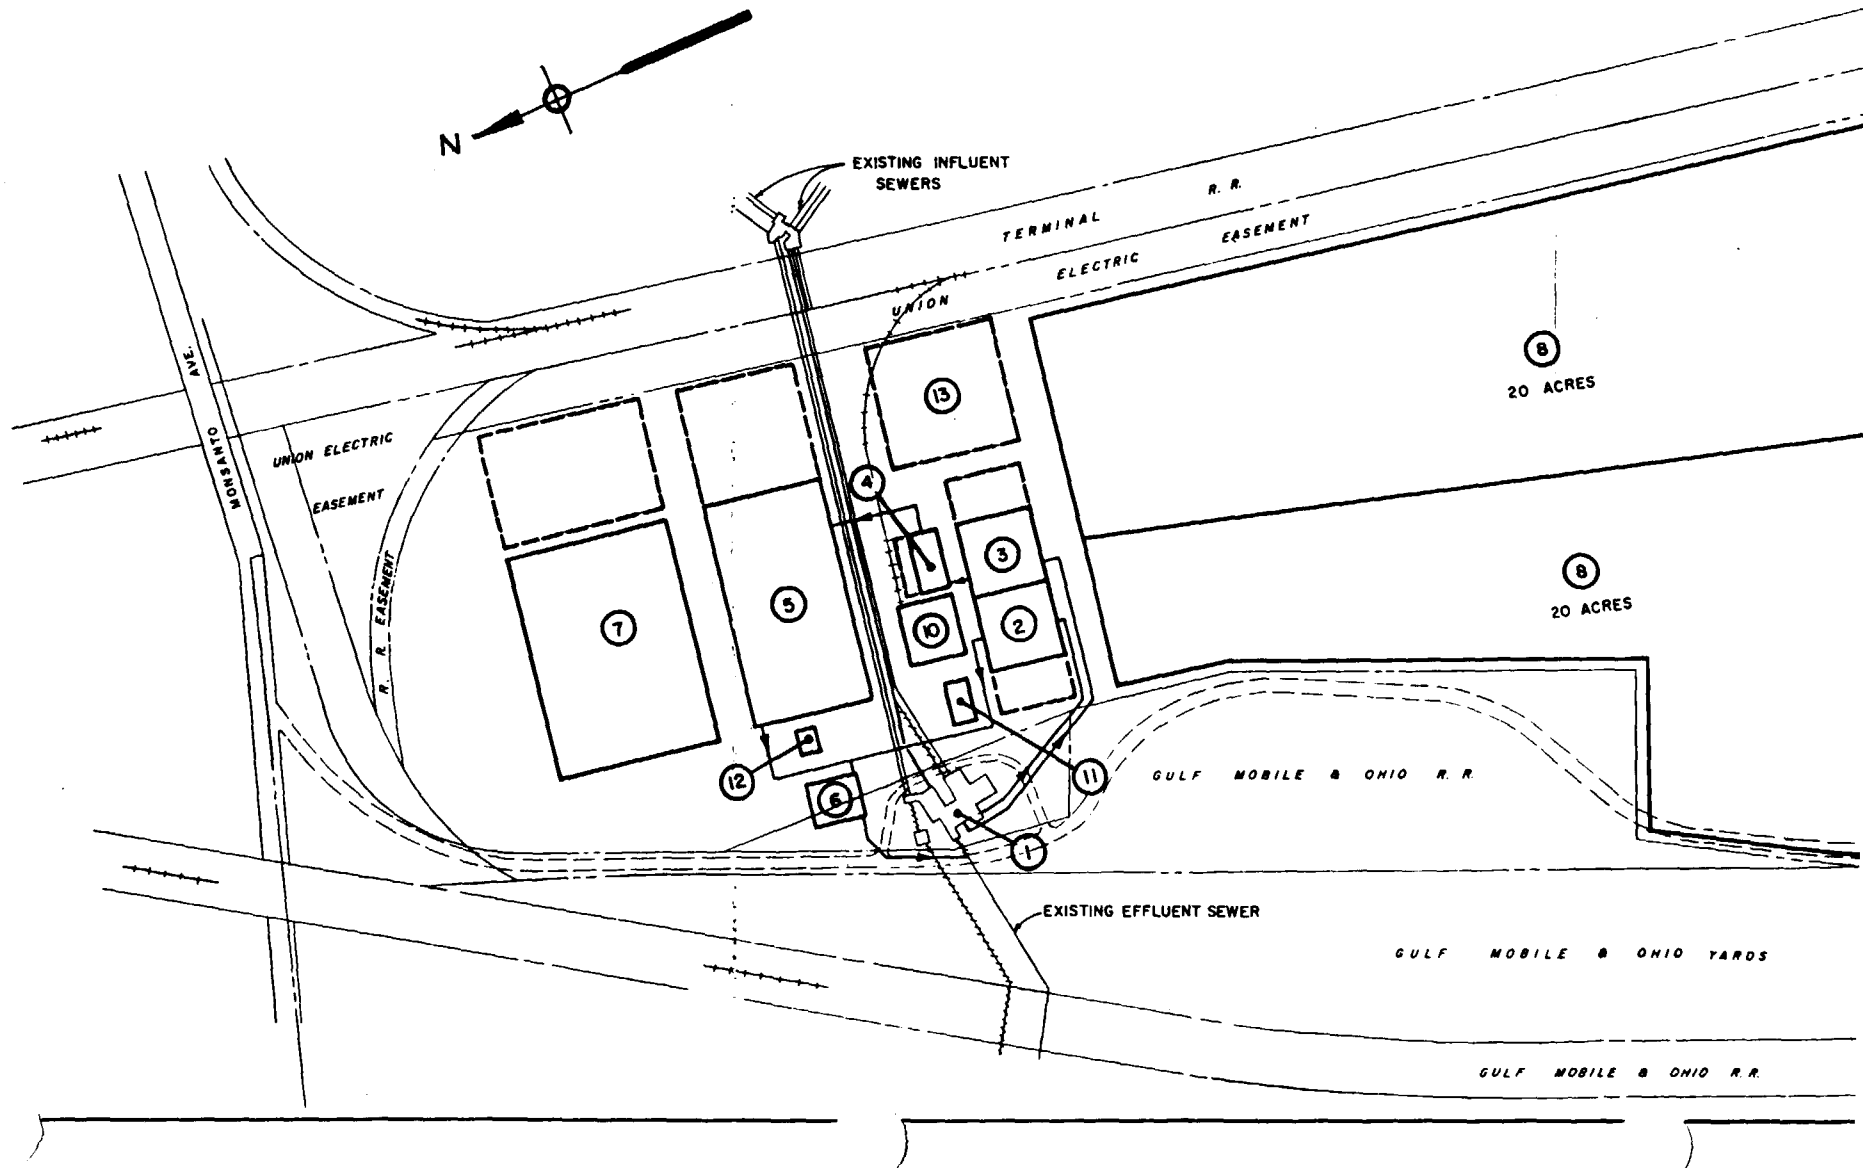 N
EXISTING INFLUENT
SEWERS
TERMINAL R. R.
UNION ELECTRIC EASEMENT
MONSANTO AVE.
UNION ELECTRIC
EASEMENT
R. R. EASEMENT
8
20 ACRES
13
4
3
5
7
10
2
8
20 ACRES
12
6
11
1
GULF MOBILE & OHIO R. R.
EXISTING EFFLUENT SEWER
GULF MOBILE & OHIO YARDS
GULF MOBILE & OHIO R. R.